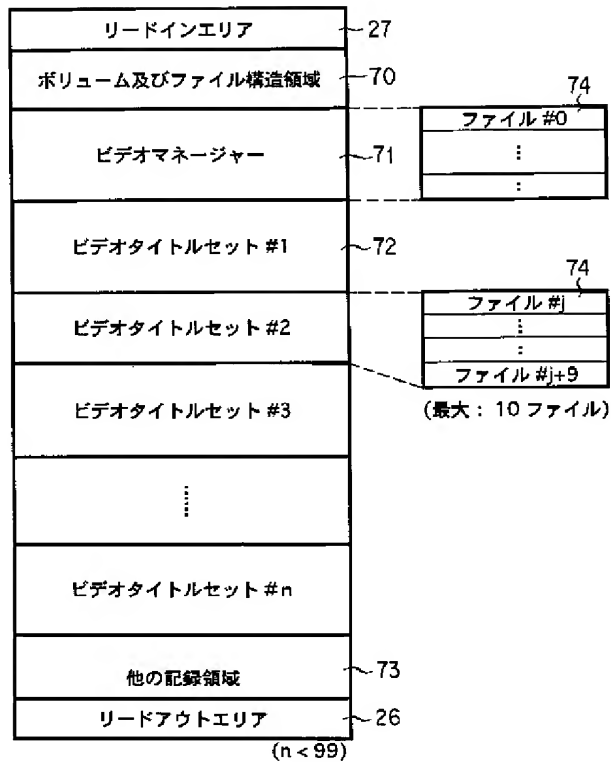 リードインエリア
27
ボリューム及びファイル構造領域
70
ビデオマネージャー
71
74
ファイル #0
⋮
:
ビデオタイトルセット #1
72
ビデオタイトルセット #2
74
ファイル #j
⋮
:
ファイル #j+9
(最大： 10 ファイル)
ビデオタイトルセット #3
⋮
ビデオタイトルセット #n
他の記録領域
73
リードアウトエリア
26
(n < 99)